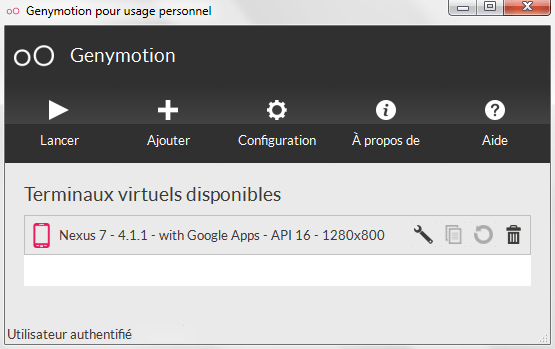 Genymotion pour usage personnel
Genymotion
Lancer
Ajouter
Configuration
À propos de
Aide
Terminaux virtuels disponibles
Nexus 7 - 4.1.1 - with Google Apps - API 16 - 1280x800
Utilisateur authentifié